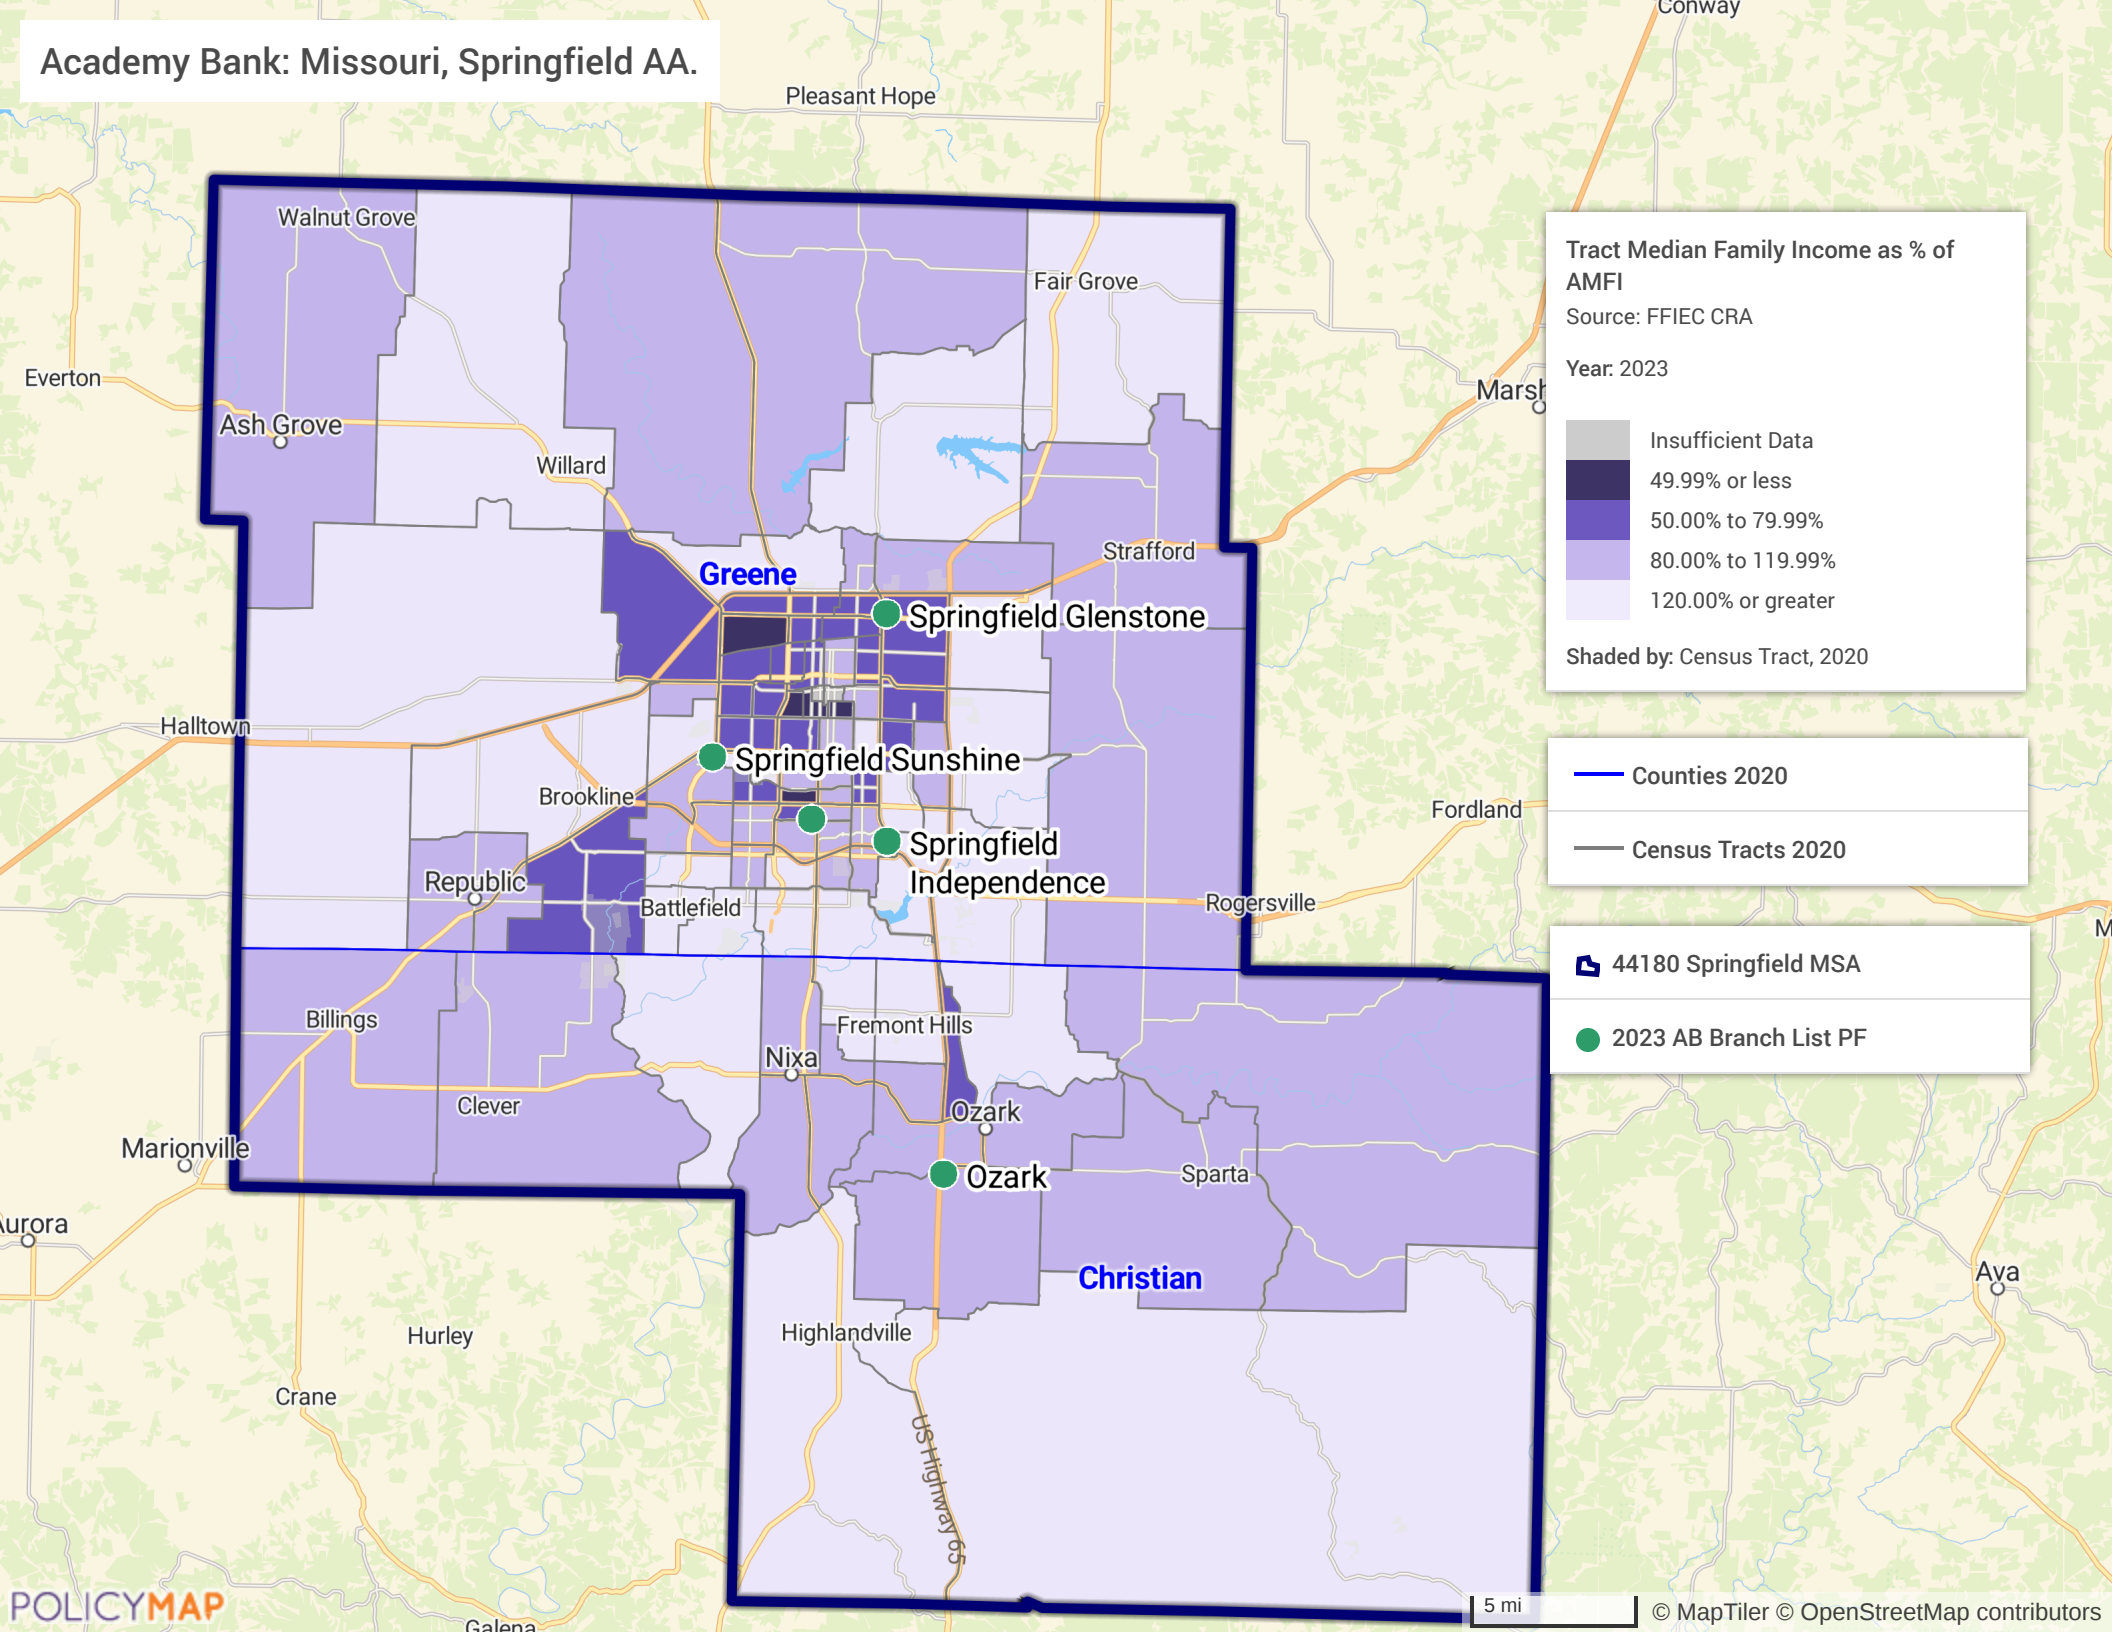 Conway
Academy Bank: Missouri, Springfield AA.
Pleasant Hope
Walnut Grove
Fair Grove
Tract Median Family Income as % of
AMFI
Source: FFIEC CRA
Year: 2023
Insufficient Data
49.99% or less
50.00% to 79.99%
80.00% to 119.99%
120.00% or greater
Shaded by: Census Tract, 2020
Everton
Marsh
Ash Grove
Willard
Strafford
Greene
Springfield Glenstone
Halltown
Springfield Sunshine
Counties 2020
Brookline
Fordland
Springfield
Independence
Census Tracts 2020
Republic
Battlefield
Rogersville
M
44180 Springfield MSA
Billings
Fremont Hills
2023 AB Branch List PF
Nixa
Clever
Ozark
Marionville
Ozark
Sparta
Aurora
Christian
Ava
Hurley
Highlandville
Crane
US Highway 65
POLICYMAP
Galena
5 mi
© MapTiler © OpenStreetMap contributors